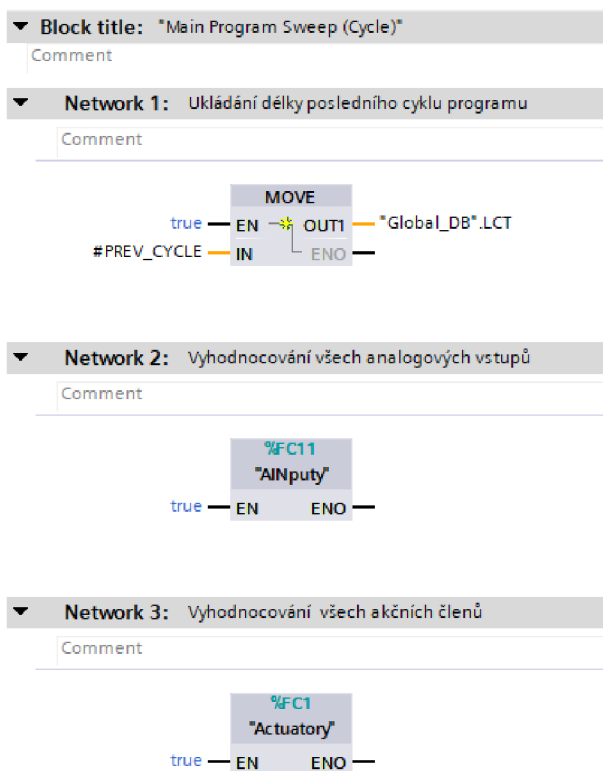 Block title: "Main Program Sweep (Cycle)"
Comment
Network 1: Ukládání délky posledního cyklu programu
Comment
MOVE
true EN OUT1 "Global_DB".LCT
#PREV_CYCLE IN ENO
Network 2: Vyhodnocování všech analogových vstupů
Comment
%FC11
"AINputy"
true EN ENO
Network 3: Vyhodnocování všech akčních členů
Comment
%FC1
"Actuatory"
true EN ENO